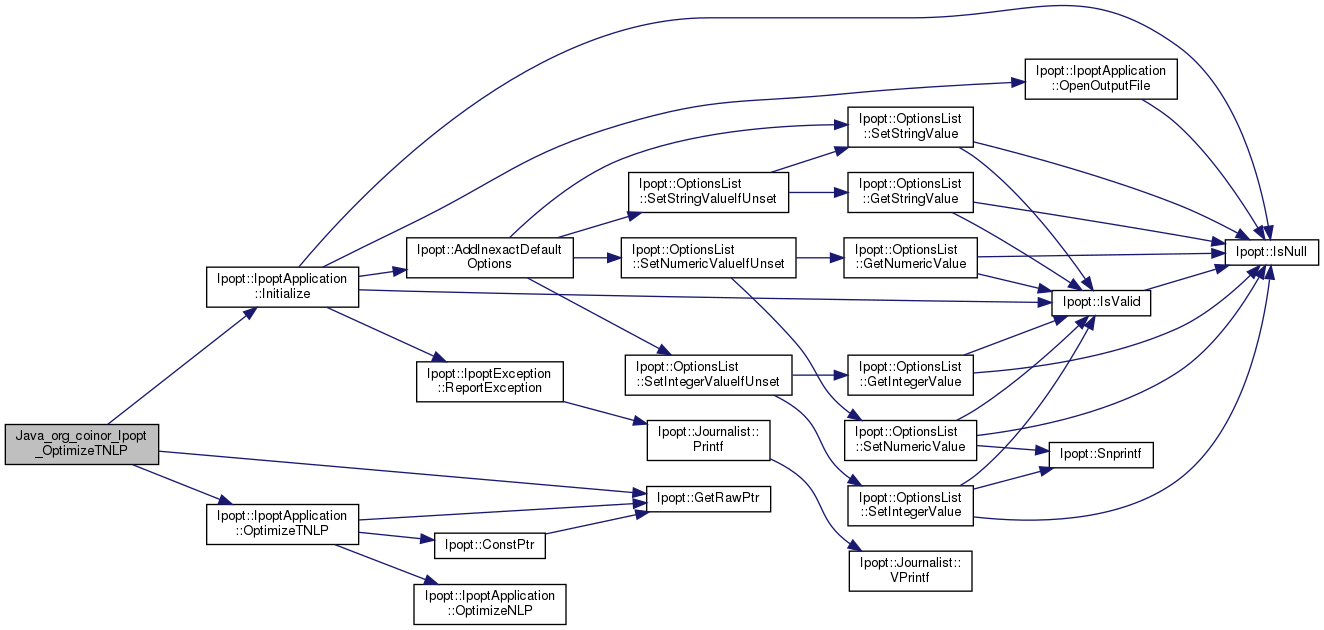 Java_org_coinor_Ipopt
_OptimizeTNLP
Ipopt::IpoptApplication
::Initialize
Ipopt::IpoptApplication
::OptimizeTNLP
Ipopt::AddInexactDefault
Options
Ipopt::IpoptException
::ReportException
Ipopt::ConstPtr
Ipopt::IpoptApplication
::OptimizeNLP
Ipopt::OptionsList
::SetStringValueIfUnset
Ipopt::OptionsList
::SetNumericValueIfUnset
Ipopt::OptionsList
::SetIntegerValueIfUnset
Ipopt::Journalist::
Printf
Ipopt::GetRawPtr
Ipopt::OptionsList
::SetStringValue
Ipopt::OptionsList
::GetStringValue
Ipopt::OptionsList
::GetNumericValue
Ipopt::OptionsList
::GetIntegerValue
Ipopt::OptionsList
::SetNumericValue
Ipopt::OptionsList
::SetIntegerValue
Ipopt::Journalist::
VPrintf
Ipopt::IpoptApplication
::OpenOutputFile
Ipopt::IsValid
Ipopt::Snprintf
Ipopt::IsNull